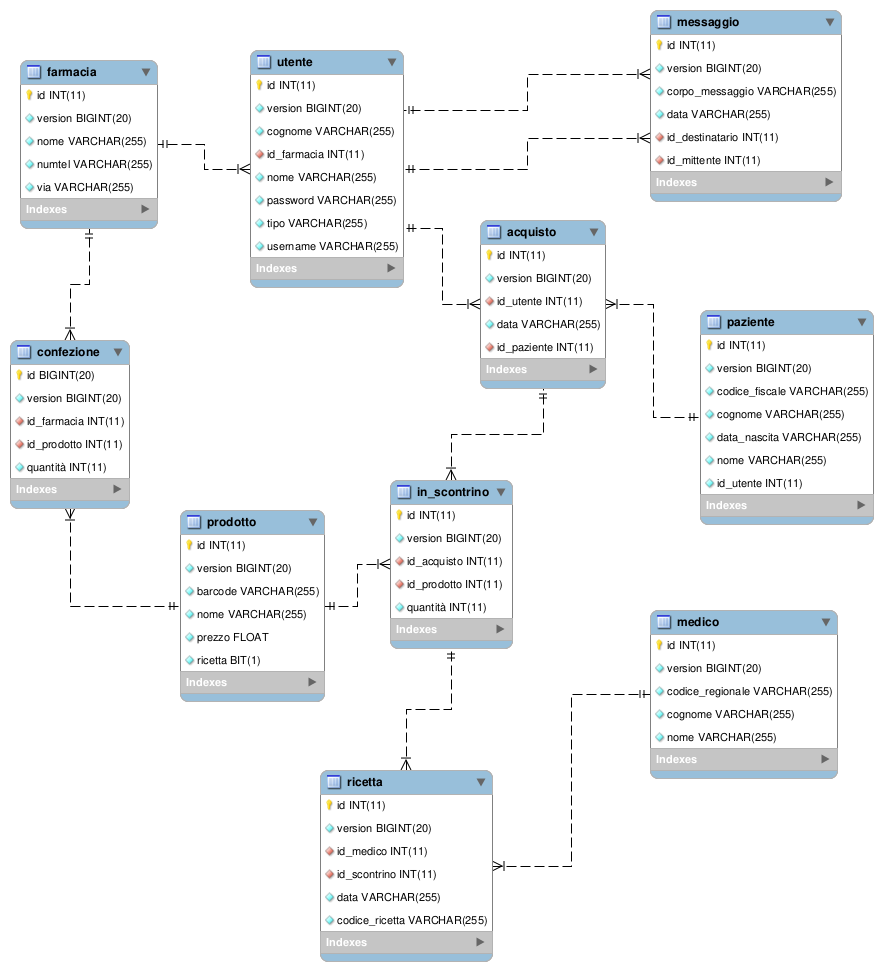 farmacia
id INT(11)
version BIGINT(20)
nome VARCHAR(255)
numtel VARCHAR(255)
via VARCHAR(255)
Indexes
utente
id INT(11)
version BIGINT(20)
cognome VARCHAR(255)
id_farmacia INT(11)
nome VARCHAR(255)
password VARCHAR(255)
tipo VARCHAR(255)
username VARCHAR(255)
Indexes
messaggio
id INT(11)
version BIGINT(20)
corpo_messaggio VARCHAR(255)
data VARCHAR(255)
id_destinatario INT(11)
id_mittente INT(11)
Indexes
acquisto
id INT(11)
version BIGINT(20)
id_utente INT(11)
data VARCHAR(255)
id_paziente INT(11)
Indexes
paziente
id INT(11)
version BIGINT(20)
codice_fiscale VARCHAR(255)
cognome VARCHAR(255)
data_nascita VARCHAR(255)
nome VARCHAR(255)
id_utente INT(11)
Indexes
confezione
id BIGINT(20)
version BIGINT(20)
id_farmacia INT(11)
id_prodotto INT(11)
quantità INT(11)
Indexes
prodotto
id INT(11)
version BIGINT(20)
barcode VARCHAR(255)
nome VARCHAR(255)
prezzo FLOAT
ricetta BIT(1)
Indexes
in_scontrino
id INT(11)
version BIGINT(20)
id_acquisto INT(11)
id_prodotto INT(11)
quantità INT(11)
Indexes
medico
id INT(11)
version BIGINT(20)
codice_regionale VARCHAR(255)
cognome VARCHAR(255)
nome VARCHAR(255)
Indexes
ricetta
id INT(11)
version BIGINT(20)
id_medico INT(11)
id_scontrino INT(11)
data VARCHAR(255)
codice_ricetta VARCHAR(255)
Indexes